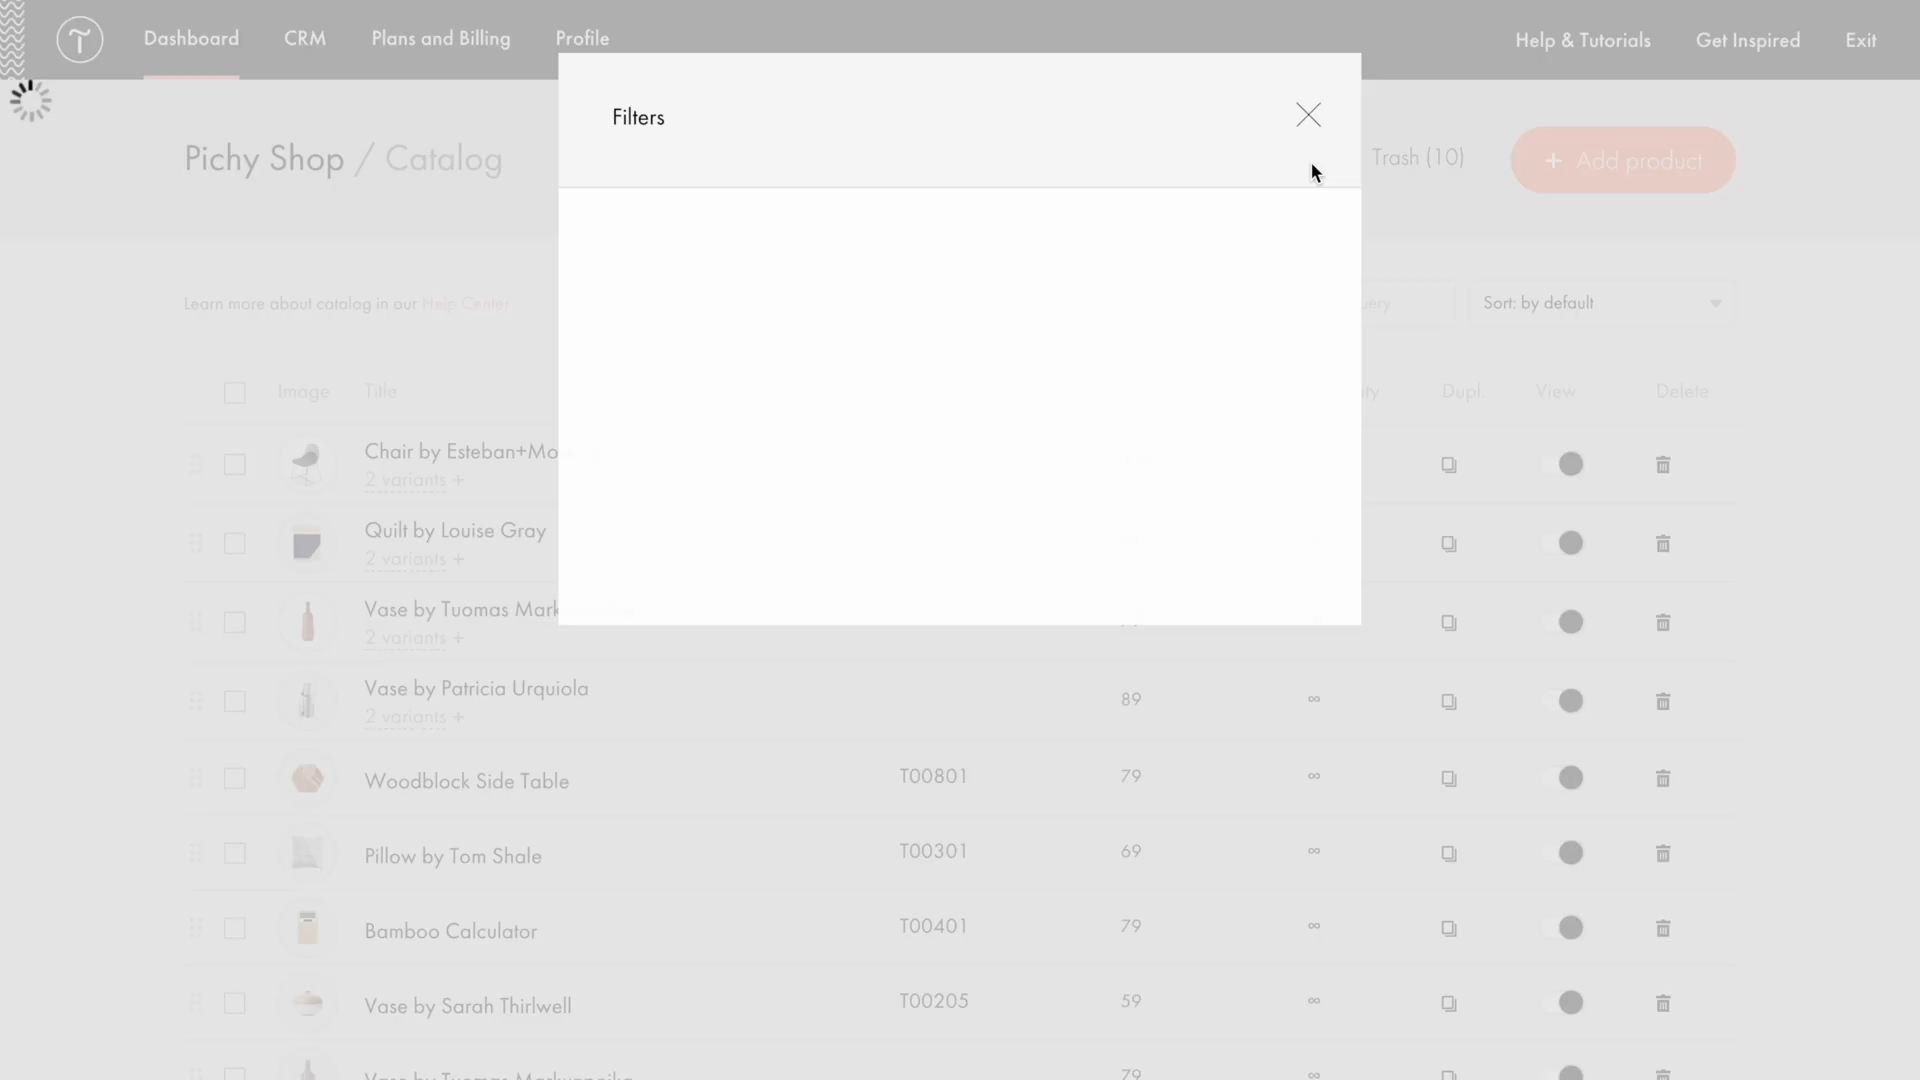 Dashboard
CRM
Plans and Billing
Profile
Help & Tutorials
Get Inspired
Exit
Filters
Pichy Shop / Catalog
Trash (10)
+ Add product
Learn more about catalog in our Help Center
Sort: by default
Image
Title
Dupl.
View
Delete
Chair by Esteban+Mo
2 variants +
Quilt by Louise Gray
2 variants +
Vase by Tuomas Mark
2 variants +
Vase by Patricia Urquiola
89
∞
2 variants +
Woodblock Side Table
T00801
79
∞
Pillow by Tom Shale
T00301
69
∞
Bamboo Calculator
T00401
79
∞
Vase by Sarah Thirlwell
T00205
59
∞
79
∞